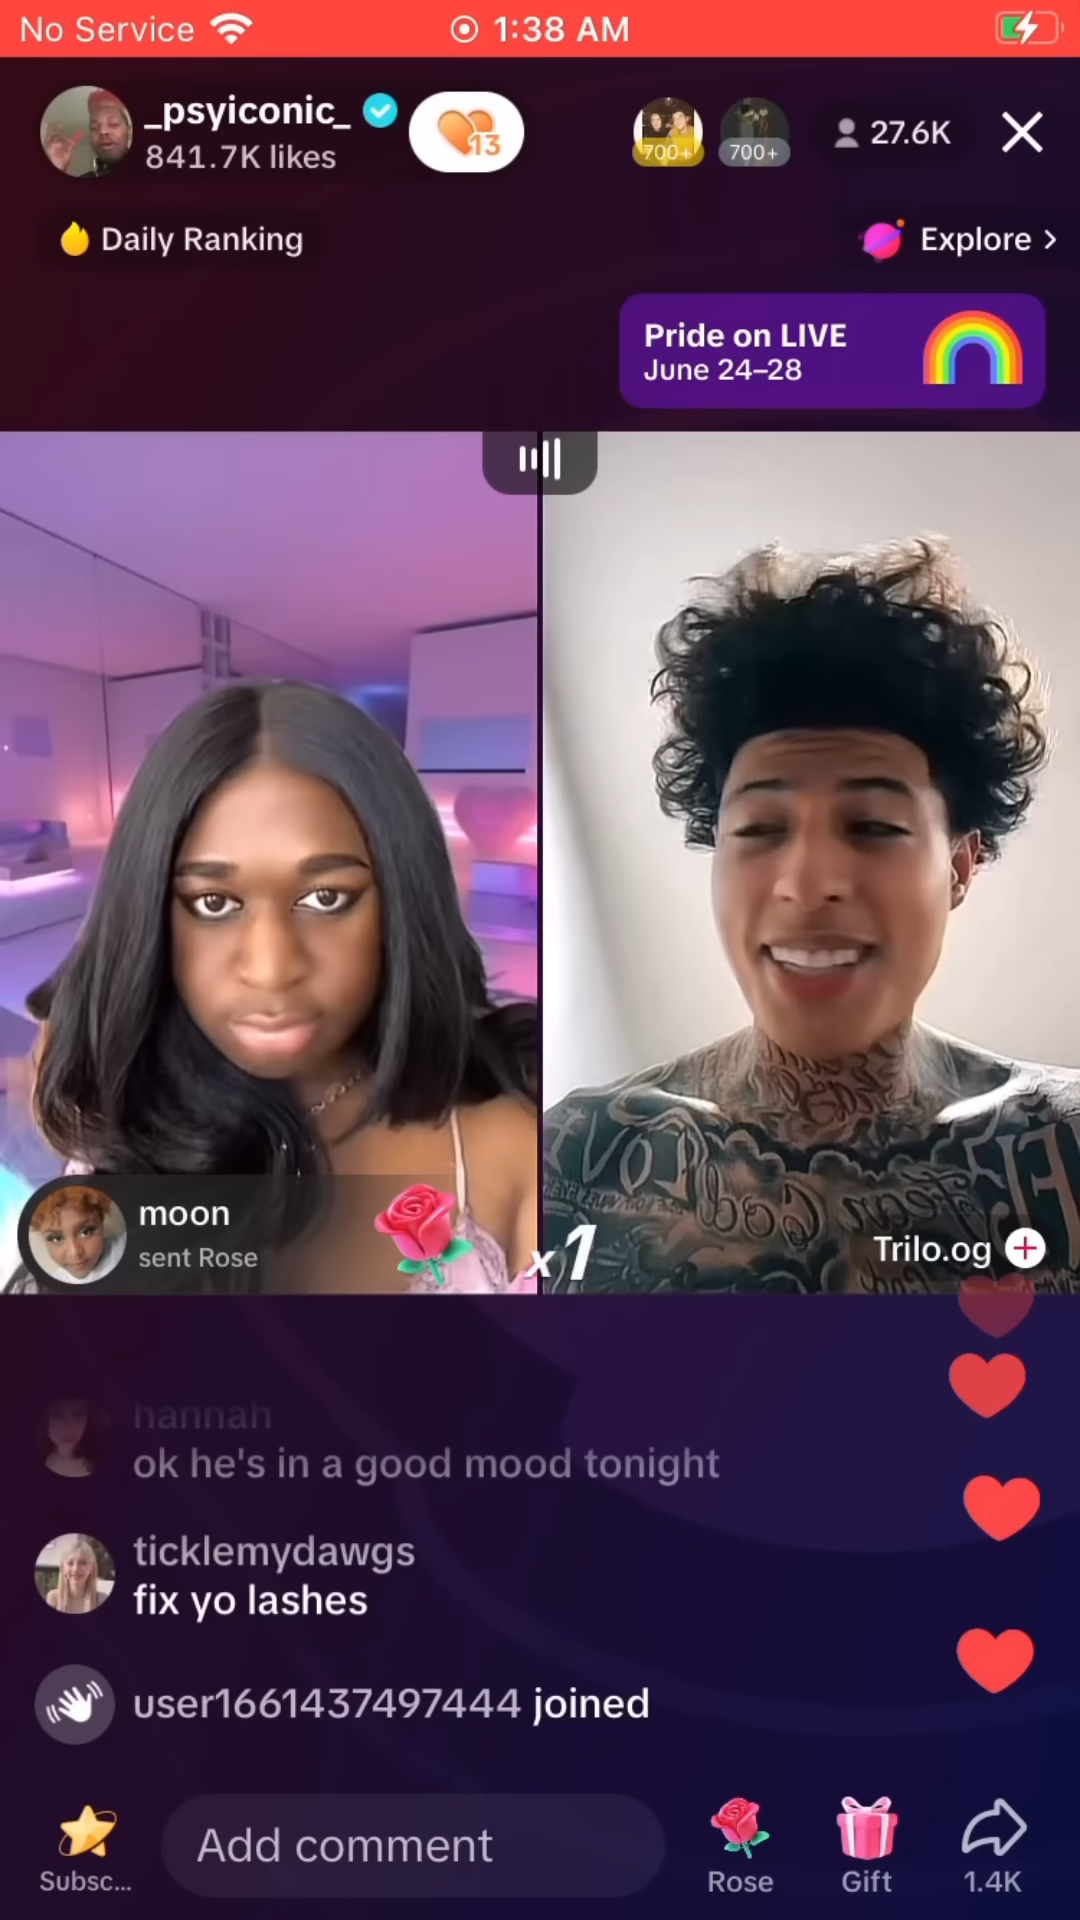 No Service
1:38 AM
_psyiconic_
841.7K likes
13
700+
700+
27.6K
Daily Ranking
Explore
Pride on LIVE
June 24–28
moon
sent Rose
x1
Trilo.og
hannah
ok he's in a good mood tonight
ticklemydawgs
fix yo lashes
user1661437497444 joined
Add comment
Subsc...
Rose
Gift
1.4K